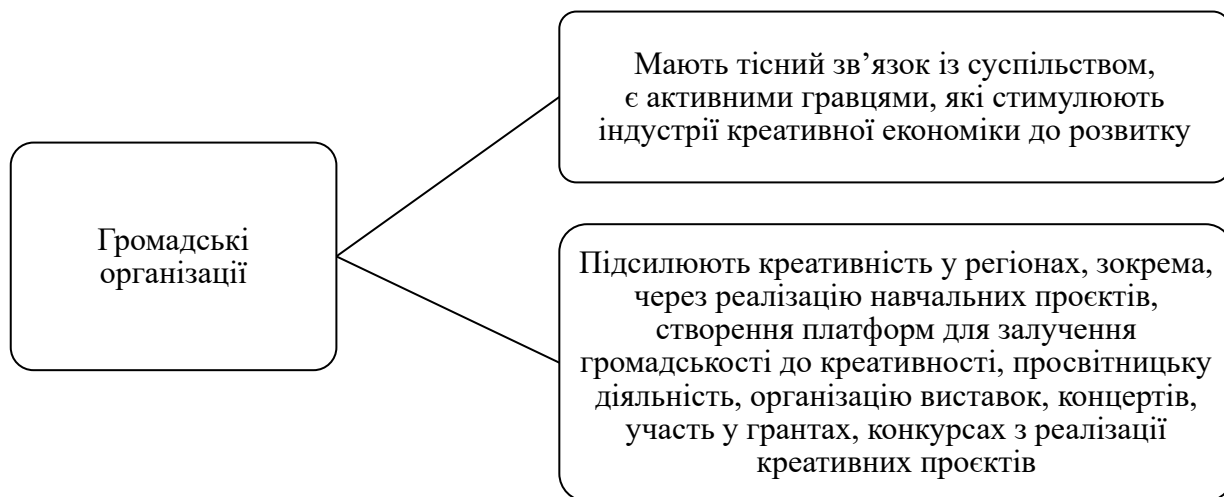 Громадські
організації
Мають тісний зв’язок із суспільством,
є активними гравцями, які стимулюють
індустрії креативної економіки до розвитку
Підсилюють креативність у регіонах, зокрема,
через реалізацію навчальних проєктів,
створення платформ для залучення
громадськості до креативності, просвітницьку
діяльність, організацію виставок, концертів,
участь у грантах, конкурсах з реалізації
креативних проєктів